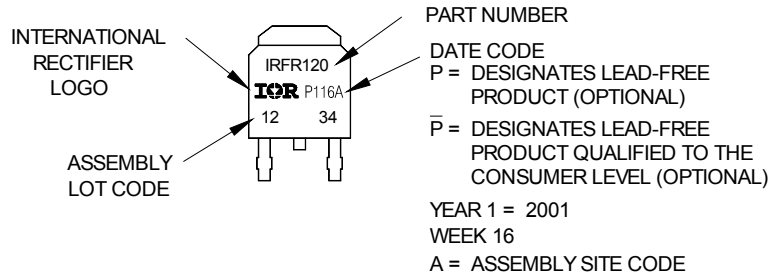 INTERNATIONAL
RECTIFIER
LOGO
ASSEMBLY
LOT CODE
IRFR120
IOR P116A
12 34
PART NUMBER
DATE CODE
P = DESIGNATES LEAD-FREE
PRODUCT (OPTIONAL)
P̅ = DESIGNATES LEAD-FREE
PRODUCT QUALIFIED TO THE
CONSUMER LEVEL (OPTIONAL)
YEAR 1 = 2001
WEEK 16
A = ASSEMBLY SITE CODE